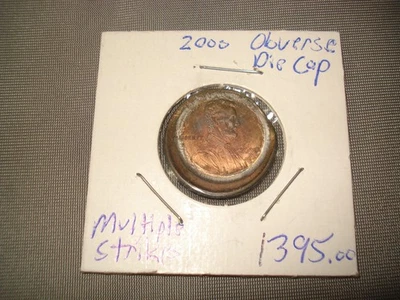 2000 Obverse
Die Cap
Multiple
Strikes
395.00